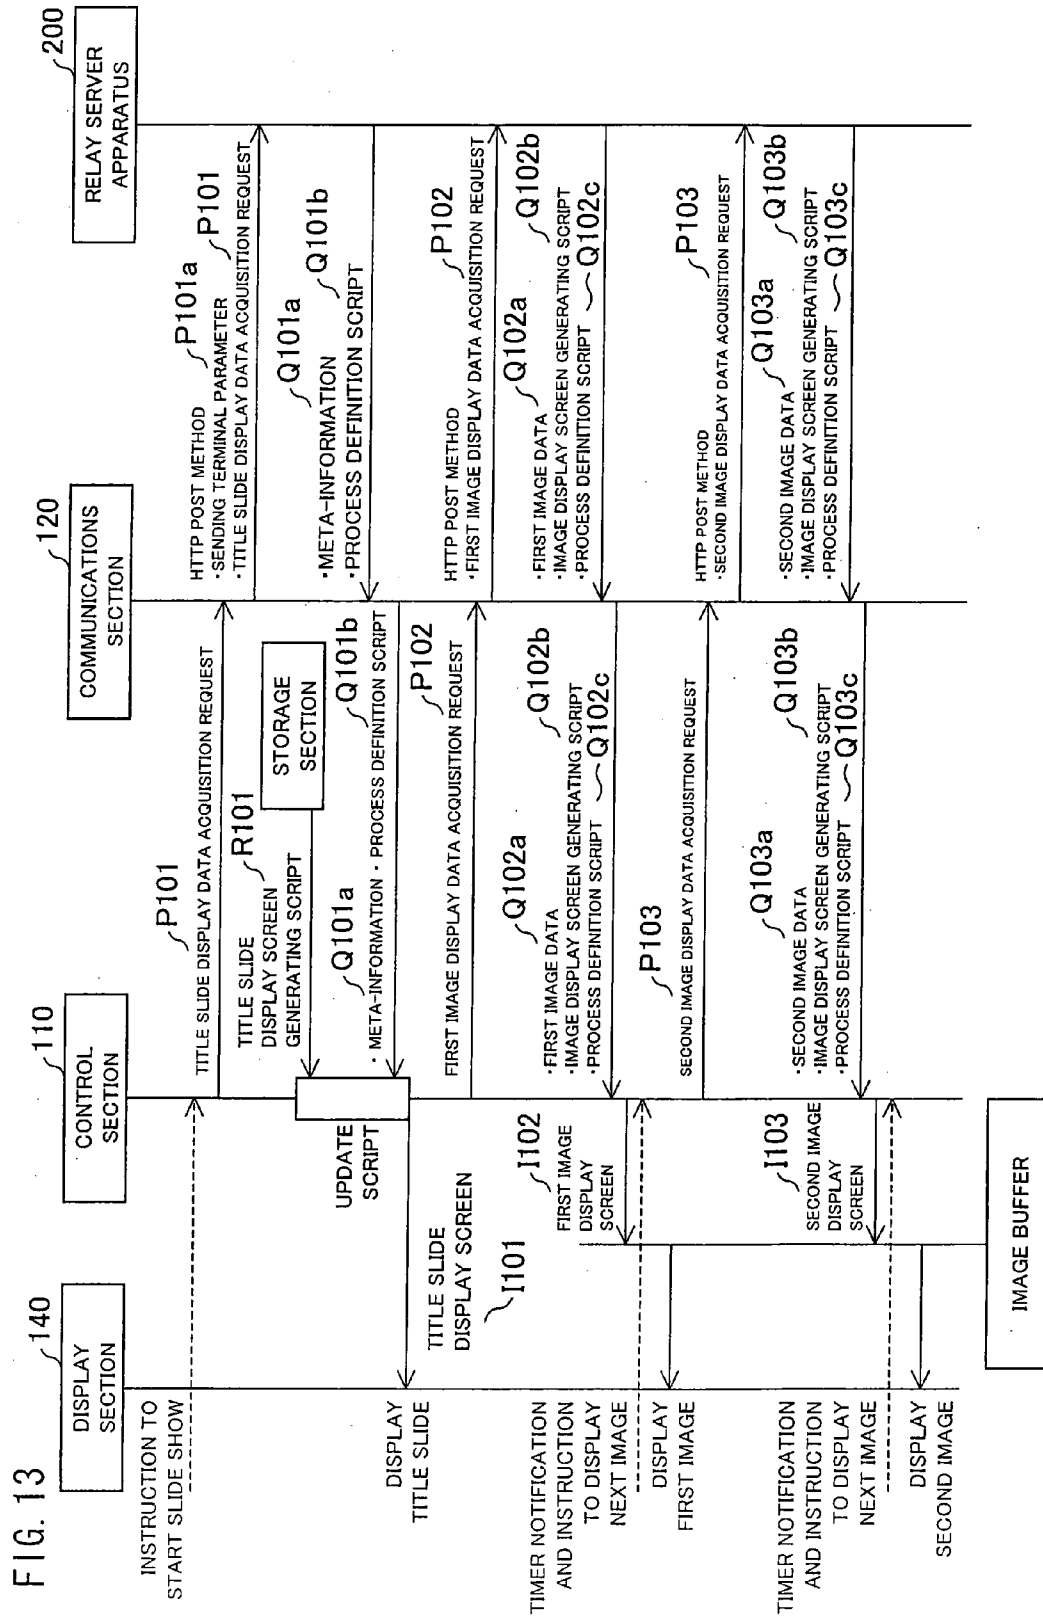 FIG. 13
140
DISPLAY
SECTION
110
CONTROL
SECTION
120
COMMUNICATIONS
SECTION
200
RELAY SERVER
APPARATUS
INSTRUCTION TO
START SLIDE SHOW
P101
TITLE SLIDE DISPLAY DATA ACQUISITION REQUEST
HTTP POST METHOD
P101a
・SENDING TERMINAL PARAMETER
P101
・TITLE SLIDE DISPLAY DATA ACQUISITION REQUEST
TITLE SLIDE
R101
DISPLAY SCREEN
GENERATING SCRIPT
STORAGE
SECTION
Q101a
Q101b
・META-INFORMATION
・PROCESS DEFINITION SCRIPT
UPDATE
SCRIPT
Q101a
Q101b
・META-INFORMATION ・PROCESS DEFINITION SCRIPT
DISPLAY
TITLE SLIDE
TITLE SLIDE
DISPLAY SCREEN
I101
P102
FIRST IMAGE DISPLAY DATA ACQUISITION REQUEST
HTTP POST METHOD
P102
・FIRST IMAGE DISPLAY DATA ACQUISITION REQUEST
Q102a
・FIRST IMAGE DATA
Q102b
・IMAGE DISPLAY SCREEN GENERATING SCRIPT
・PROCESS DEFINITION SCRIPT
Q102c
Q102a
・FIRST IMAGE DATA
Q102b
・IMAGE DISPLAY SCREEN GENERATING SCRIPT
・PROCESS DEFINITION SCRIPT
Q102c
I102
FIRST IMAGE
DISPLAY
SCREEN
TIMER NOTIFICATION
AND INSTRUCTION
TO DISPLAY
NEXT IMAGE
DISPLAY
FIRST IMAGE
P103
SECOND IMAGE DISPLAY DATA ACQUISITION REQUEST
HTTP POST METHOD
P103
・SECOND IMAGE DISPLAY DATA ACQUISITION REQUEST
Q103a
・SECOND IMAGE DATA
Q103b
・IMAGE DISPLAY SCREEN GENERATING SCRIPT
・PROCESS DEFINITION SCRIPT
Q103c
Q103a
・SECOND IMAGE DATA
Q103b
・IMAGE DISPLAY SCREEN GENERATING SCRIPT
・PROCESS DEFINITION SCRIPT
Q103c
I103
SECOND IMAGE
DISPLAY
SCREEN
TIMER NOTIFICATION
AND INSTRUCTION
TO DISPLAY
NEXT IMAGE
DISPLAY
SECOND IMAGE
IMAGE BUFFER